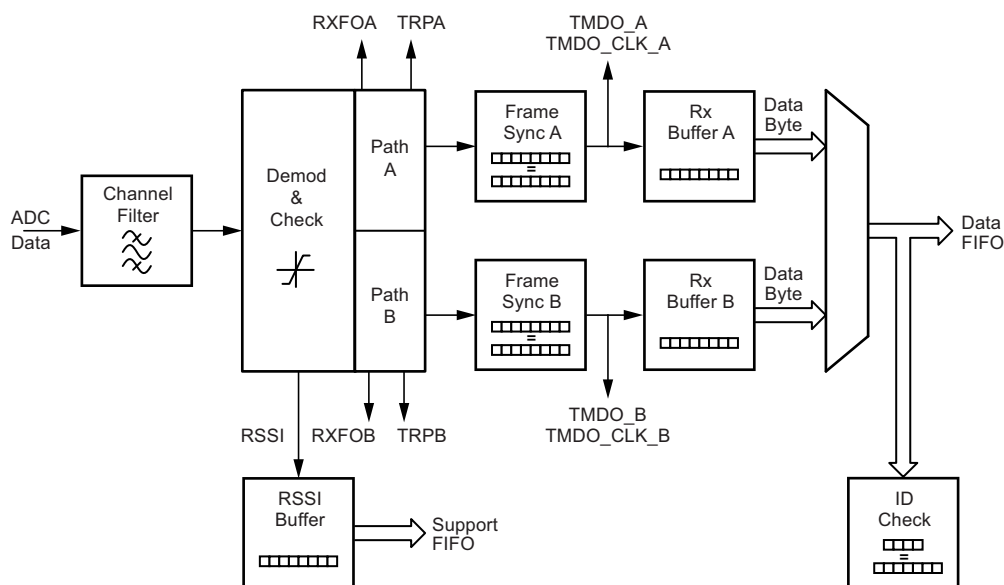 RXFOA
TRPA
TMDO_A
TMDO_CLK_A
ADC
Data
Channel
Filter
Demod
&
Check
Path
A
Path
B
Frame
Sync A
=
Rx
Buffer A
Data
Byte
Frame
Sync B
=
Rx
Buffer B
Data
Byte
Data
FIFO
RSSI
RXFOB
TRPB
TMDO_B
TMDO_CLK_B
RSSI
Buffer
Support
FIFO
ID
Check
=